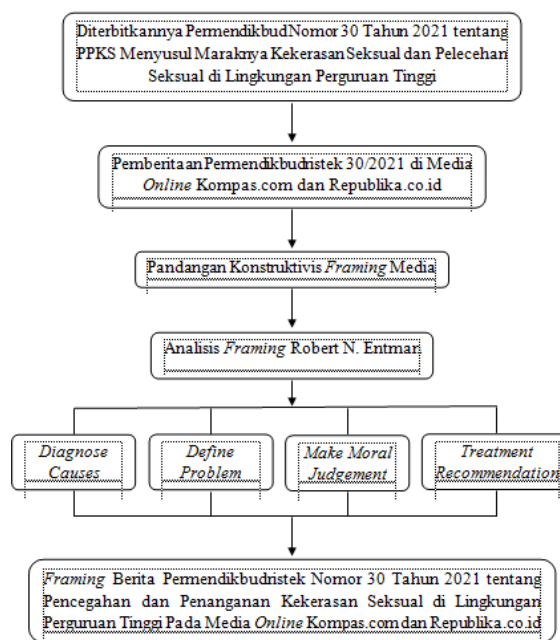 Diterbitkannya Permendikbud Nomor 30 Tahun 2021 tentang
PPKS Menyusul Maraknya Kekerasan Seksual dan Pelecehan
Seksual di Lingkungan Perguruan Tinggi
Pemberitaan Permendikbudristek 30/2021 di Media
Online Kompas.com dan Republika.co.id
Pandangan Konstruktivis Framing Media
Analisis Framing Robert N. Entman
Diagnose
Causes
Define
Problem
Make Moral
Judgement
Treatment
Recommendation
Framing Berita Permendikbudristek Nomor 30 Tahun 2021 tentang
Pencegahan dan Penanganan Kekerasan Seksual di Lingkungan
Perguruan Tinggi Pada Media Online Kompas.com dan Republika.co.id